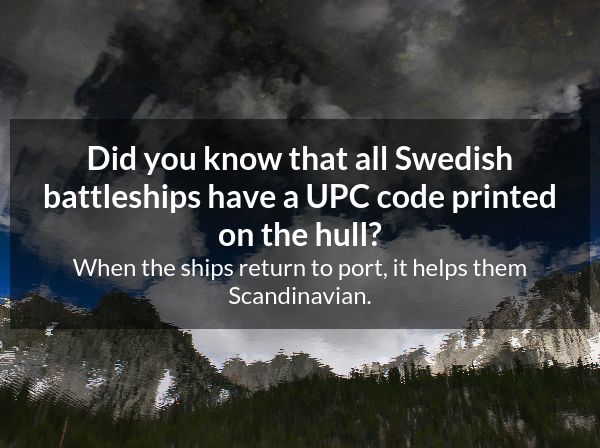 Did you know that all Swedish
battleships have a UPC code printed
on the hull?
When the ships return to port, it helps them
Scandinavian.